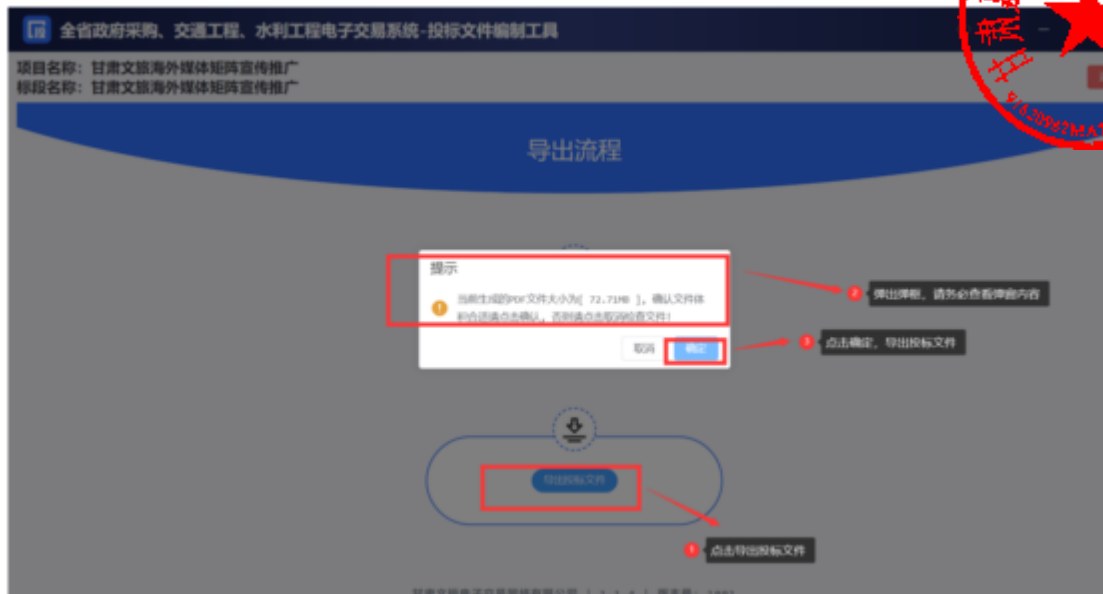 全省政府采购、交通工程、水利工程电子交易系统-投标文件编制工具
项目名称：甘肃文旅海外媒体矩阵宣传推广
标段名称：甘肃文旅海外媒体矩阵宣传推广
导出流程
提示
当前生成的PDF文件大小为[ 72.71MB ]，确认文件体
积合适请点击确认，否则请点击取消检查文件！
取消 确定
2 弹出弹框，请务必查看弹窗内容
3 点击确定，导出投标文件
导出投标文件
1 点击导出投标文件
甘肃